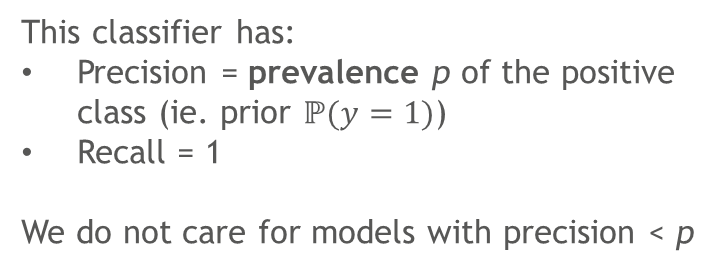 This classifier has:
• Precision = prevalence p of the positive
class (ie. prior ℙ(y = 1))
• Recall = 1
We do not care for models with precision < p